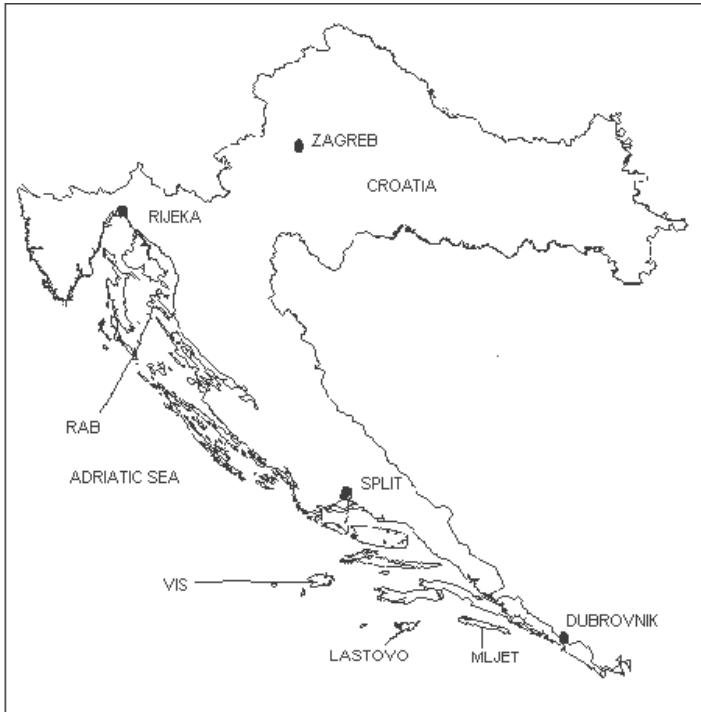 ZAGREB
CROATIA
RIJEKA
RAB
ADRIATIC SEA
SPLIT
VIS
DUBROVNIK
LASTOVO
MLJET